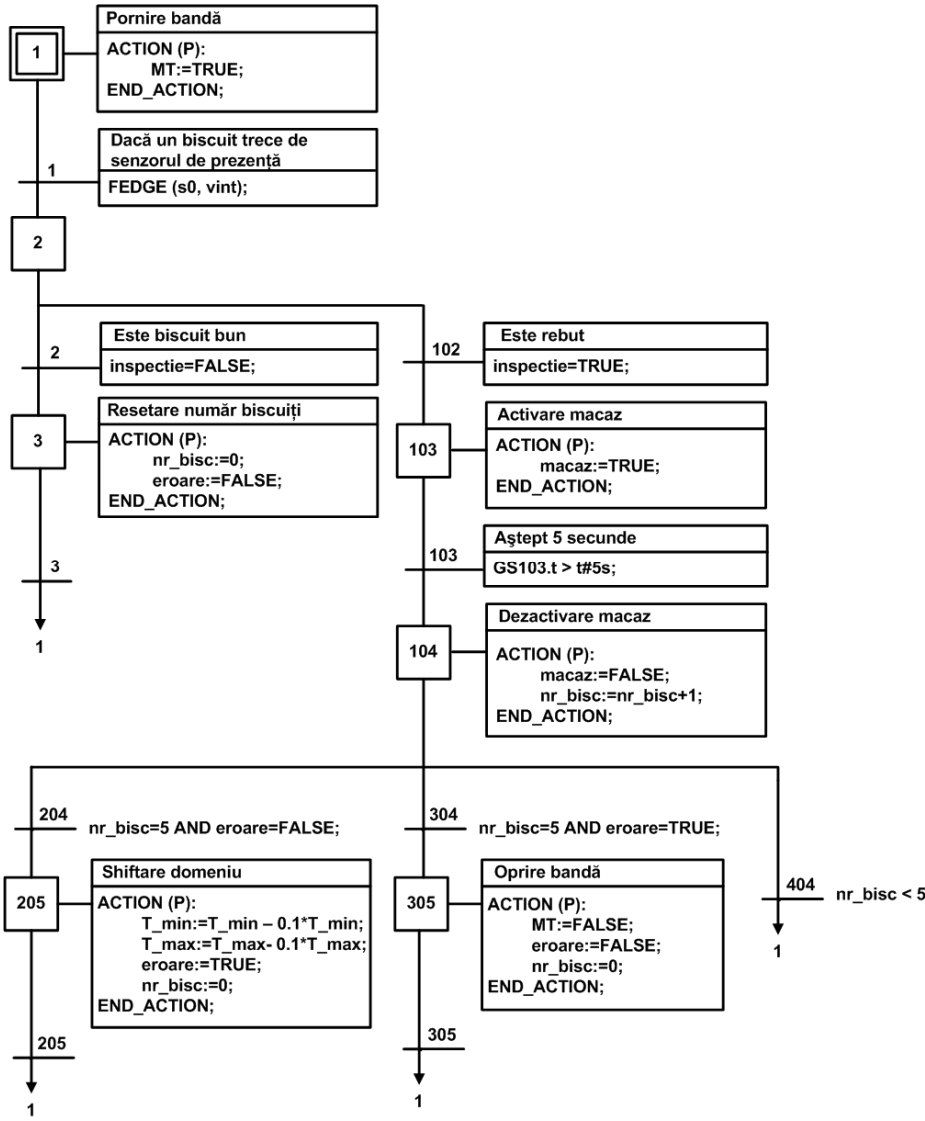 Pornire bandă
1
ACTION (P):
MT:=TRUE;
END_ACTION;
Dacă un biscuit trece de
senzorul de prezență
1
FEDGE (s0, vint);
2
Este biscuit bun
2
inspectie=FALSE;
Este rebut
102
inspectie=TRUE;
Resetare număr biscuiți
3
ACTION (P):
nr_bisc:=0;
eroare:=FALSE;
END_ACTION;
Activare macaz
103
ACTION (P):
macaz:=TRUE;
END_ACTION;
3
1
Aştept 5 secunde
103
GS103.t > t#5s;
Dezactivare macaz
104
ACTION (P):
macaz:=FALSE;
nr_bisc:=nr_bisc+1;
END_ACTION;
204
nr_bisc=5 AND eroare=FALSE;
304
nr_bisc=5 AND eroare=TRUE;
404
nr_bisc < 5
1
Shiftare domeniu
205
ACTION (P):
T_min:=T_min – 0.1*T_min;
T_max:=T_max- 0.1*T_max;
eroare:=TRUE;
nr_bisc:=0;
END_ACTION;
Oprire bandă
305
ACTION (P):
MT:=FALSE;
eroare:=FALSE;
nr_bisc:=0;
END_ACTION;
205
1
305
1